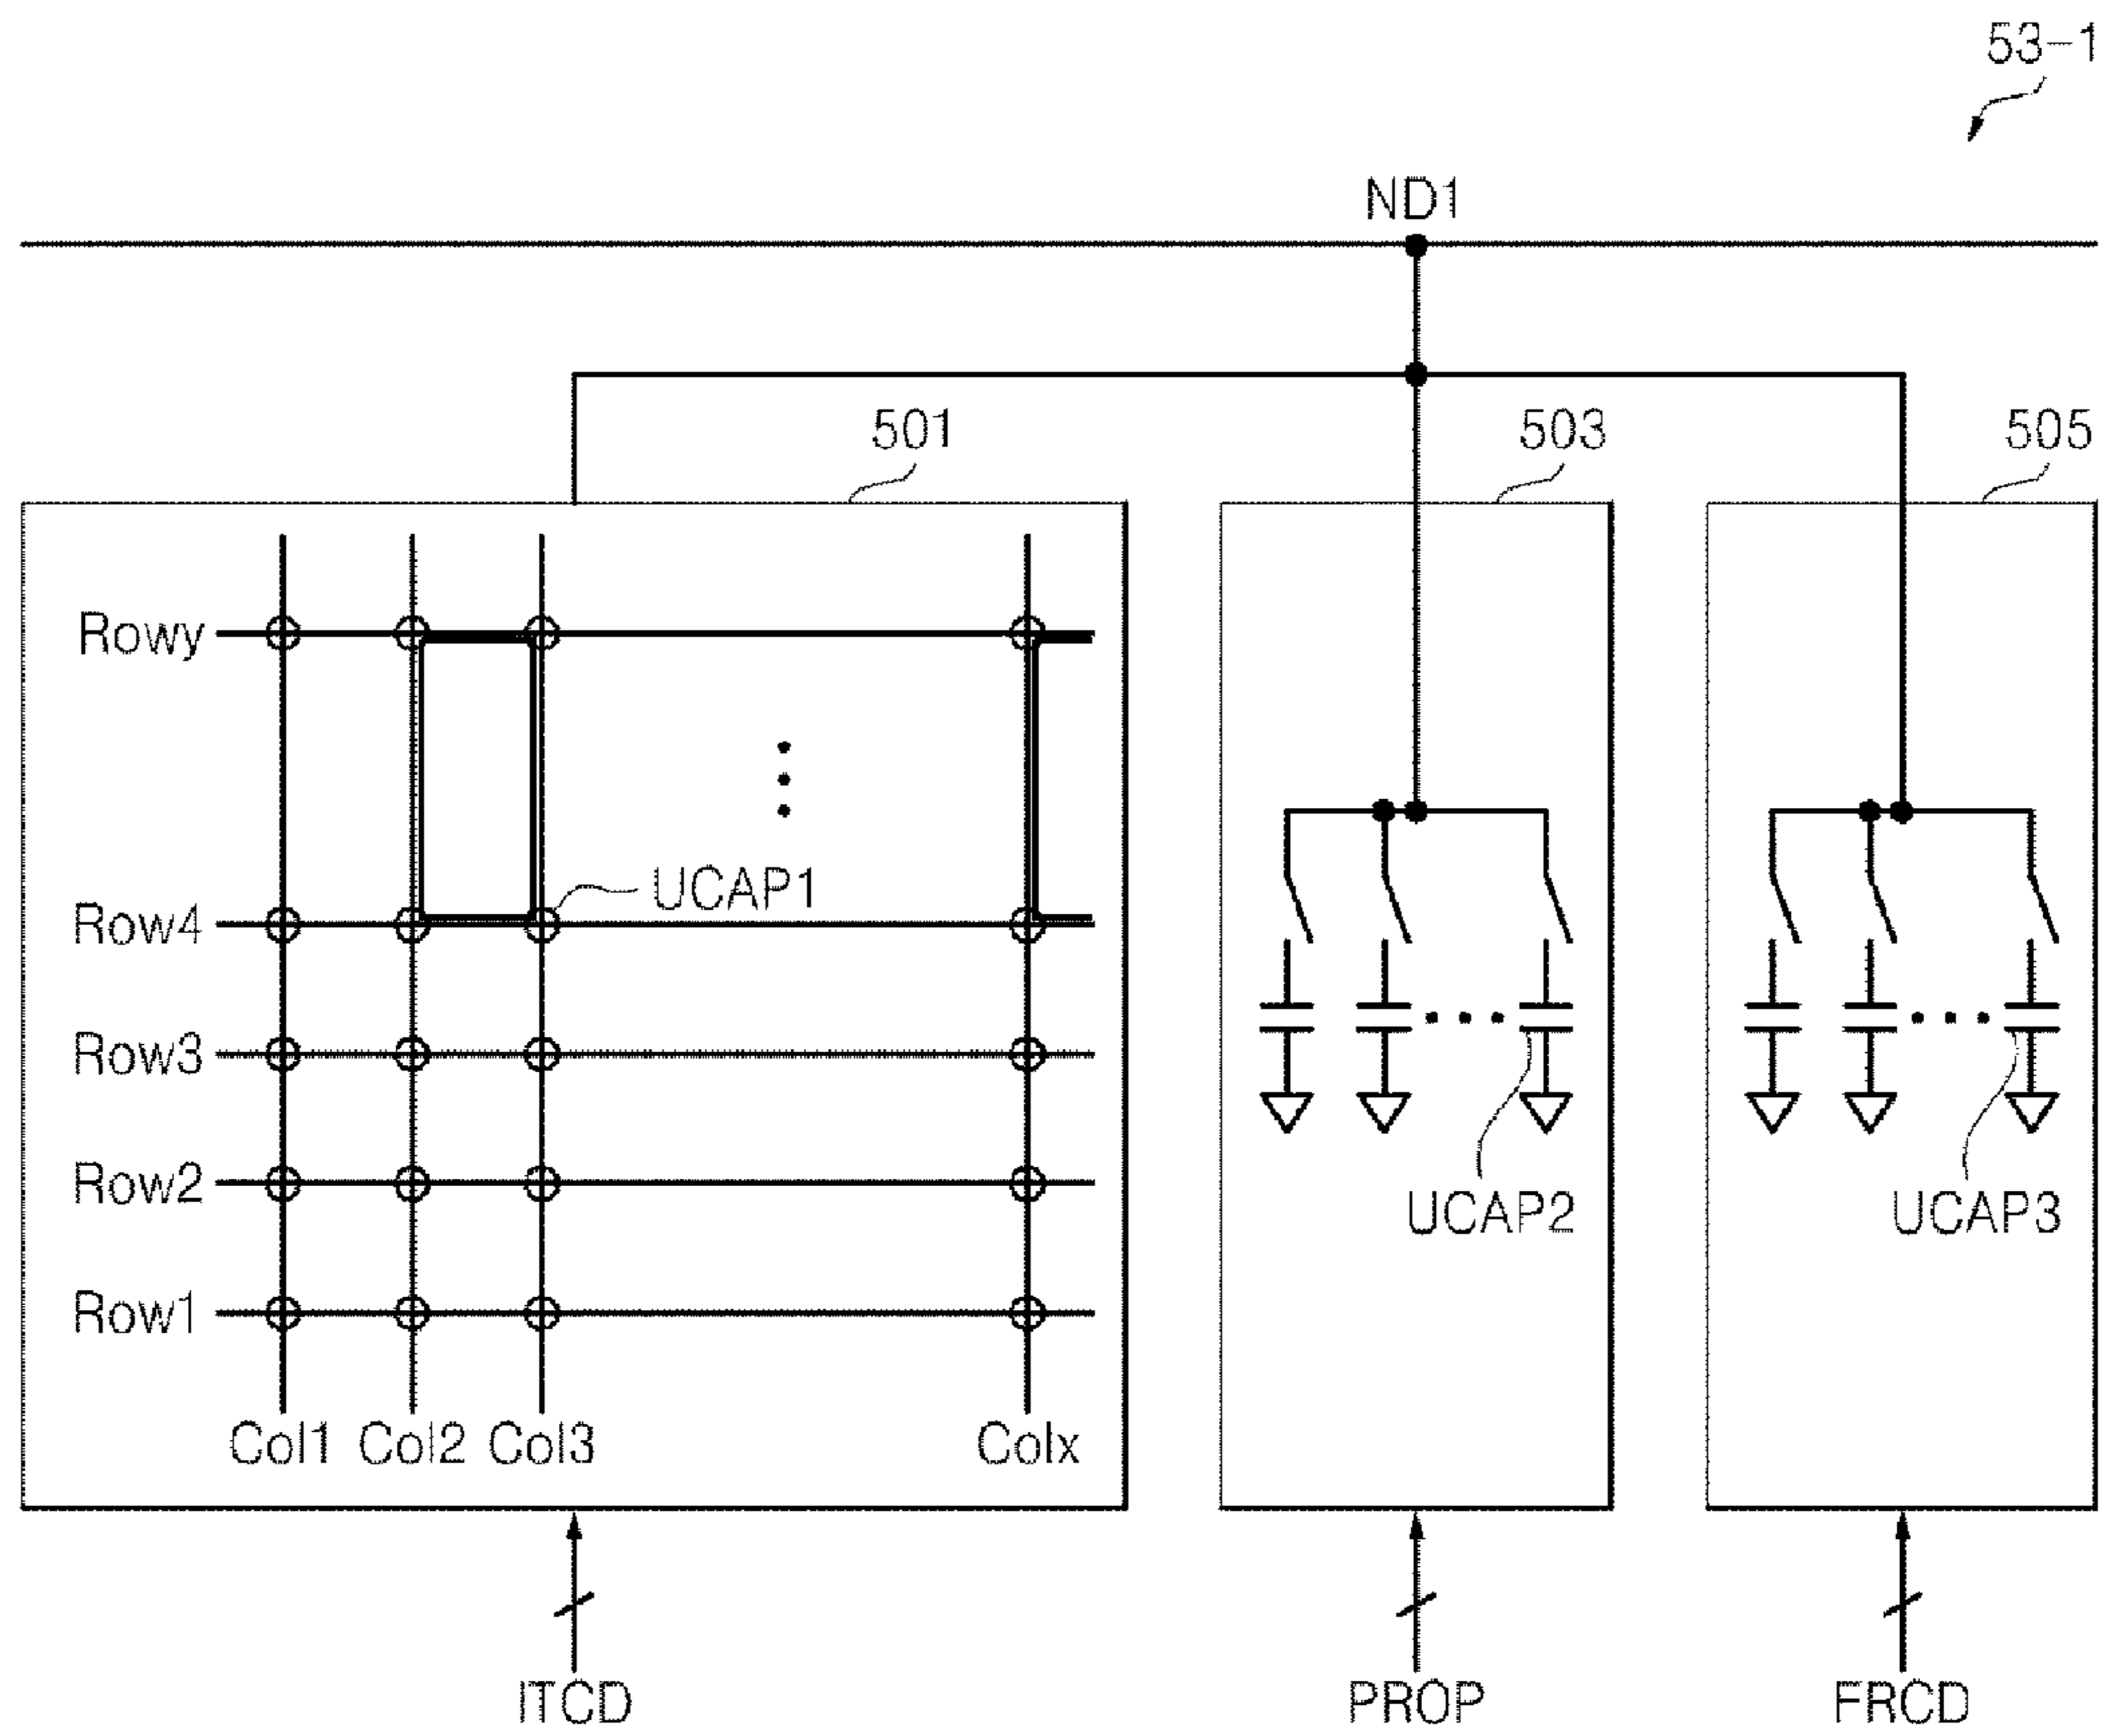 53-1
ND1
501
503
505
Rowy
UCAP1
Row4
Row3
Row2
UCAP2
UCAP3
Row1
Col1 Col2 Col3 Colx
ITCD
PROP
FRCD